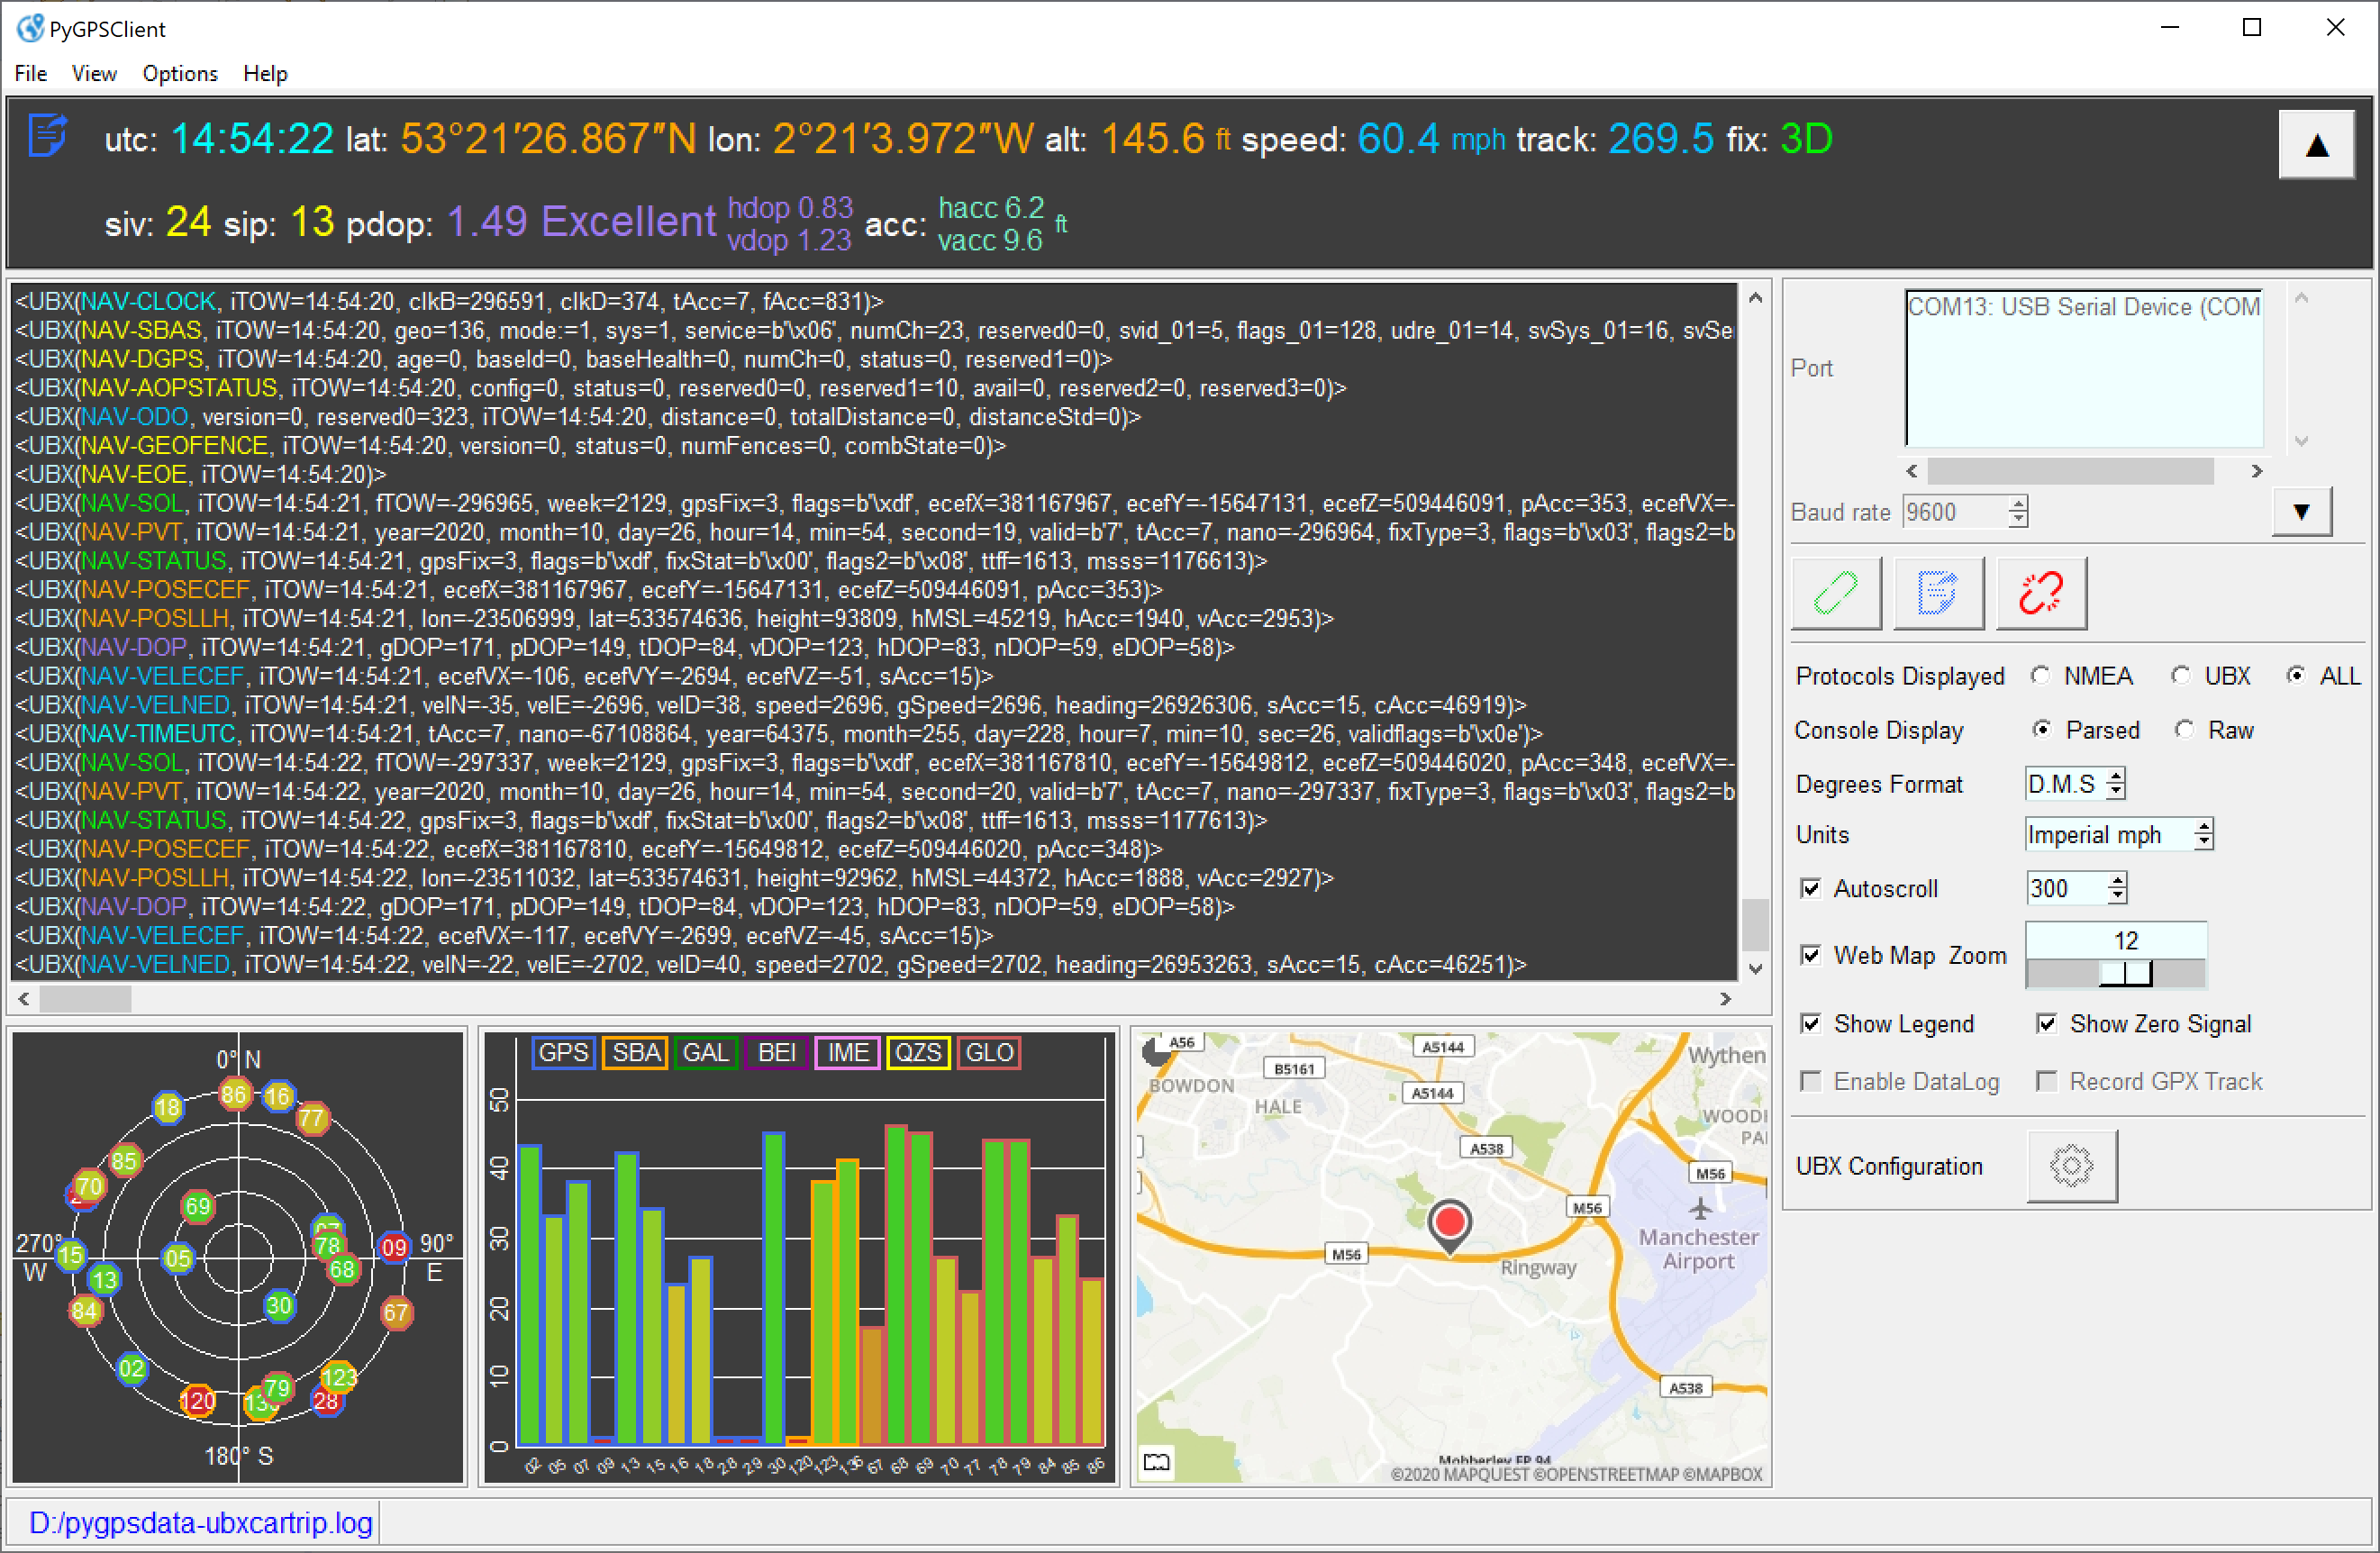 PyGPSClient
File View Options Help
utc: 14:54:22 lat: 53°21′26.867″N lon: 2°21′3.972″W alt: 145.6 ft speed: 60.4 mph track: 269.5 fix: 3D
▲
siv: 24 sip: 13 pdop: 1.49 Excellent hdop 0.83 vdop 1.23 acc: hacc 6.2 vacc 9.6 ft
<UBX(NAV-CLOCK, iTOW=14:54:20, clkB=296591, clkD=374, tAcc=7, fAcc=831)>
<UBX(NAV-SBAS, iTOW=14:54:20, geo=136, mode:=1, sys=1, service=b'\x06', numCh=23, reserved0=0, svid_01=5, flags_01=128, udre_01=14, svSys_01=16, svSe
<UBX(NAV-DGPS, iTOW=14:54:20, age=0, baseId=0, baseHealth=0, numCh=0, status=0, reserved1=0)>
<UBX(NAV-AOPSTATUS, iTOW=14:54:20, config=0, status=0, reserved0=0, reserved1=10, avail=0, reserved2=0, reserved3=0)>
<UBX(NAV-ODO, version=0, reserved0=323, iTOW=14:54:20, distance=0, totalDistance=0, distanceStd=0)>
<UBX(NAV-GEOFENCE, iTOW=14:54:20, version=0, status=0, numFences=0, combState=0)>
<UBX(NAV-EOE, iTOW=14:54:20)>
<UBX(NAV-SOL, iTOW=14:54:21, fTOW=-296965, week=2129, gpsFix=3, flags=b'\xdf', ecefX=381167967, ecefY=-15647131, ecefZ=509446091, pAcc=353, ecefVX=-
<UBX(NAV-PVT, iTOW=14:54:21, year=2020, month=10, day=26, hour=14, min=54, second=19, valid=b'7', tAcc=7, nano=-296964, fixType=3, flags=b'\x03', flags2=b
<UBX(NAV-STATUS, iTOW=14:54:21, gpsFix=3, flags=b'\xdf', fixStat=b'\x00', flags2=b'\x08', ttff=1613, msss=1176613)>
<UBX(NAV-POSECEF, iTOW=14:54:21, ecefX=381167967, ecefY=-15647131, ecefZ=509446091, pAcc=353)>
<UBX(NAV-POSLLH, iTOW=14:54:21, lon=-23506999, lat=533574636, height=93809, hMSL=45219, hAcc=1940, vAcc=2953)>
<UBX(NAV-DOP, iTOW=14:54:21, gDOP=171, pDOP=149, tDOP=84, vDOP=123, hDOP=83, nDOP=59, eDOP=58)>
<UBX(NAV-VELECEF, iTOW=14:54:21, ecefVX=-106, ecefVY=-2694, ecefVZ=-51, sAcc=15)>
<UBX(NAV-VELNED, iTOW=14:54:21, velN=-35, velE=-2696, velD=38, speed=2696, gSpeed=2696, heading=26926306, sAcc=15, cAcc=46919)>
<UBX(NAV-TIMEUTC, iTOW=14:54:21, tAcc=7, nano=-67108864, year=64375, month=255, day=228, hour=7, min=10, sec=26, validflags=b'\x0e')>
<UBX(NAV-SOL, iTOW=14:54:22, fTOW=-297337, week=2129, gpsFix=3, flags=b'\xdf', ecefX=381167810, ecefY=-15649812, ecefZ=509446020, pAcc=348, ecefVX=-
<UBX(NAV-PVT, iTOW=14:54:22, year=2020, month=10, day=26, hour=14, min=54, second=20, valid=b'7', tAcc=7, nano=-297337, fixType=3, flags=b'\x03', flags2=b
<UBX(NAV-STATUS, iTOW=14:54:22, gpsFix=3, flags=b'\xdf', fixStat=b'\x00', flags2=b'\x08', ttff=1613, msss=1177613)>
<UBX(NAV-POSECEF, iTOW=14:54:22, ecefX=381167810, ecefY=-15649812, ecefZ=509446020, pAcc=348)>
<UBX(NAV-POSLLH, iTOW=14:54:22, lon=-23511032, lat=533574631, height=92962, hMSL=44372, hAcc=1888, vAcc=2927)>
<UBX(NAV-DOP, iTOW=14:54:22, gDOP=171, pDOP=149, tDOP=84, vDOP=123, hDOP=83, nDOP=59, eDOP=58)>
<UBX(NAV-VELECEF, iTOW=14:54:22, ecefVX=-117, ecefVY=-2699, ecefVZ=-45, sAcc=15)>
<UBX(NAV-VELNED, iTOW=14:54:22, velN=-22, velE=-2702, velD=40, speed=2702, gSpeed=2702, heading=26953263, sAcc=15, cAcc=46251)>
Port
COM13: USB Serial Device (COM
Baud rate 9600
▼
Protocols Displayed NMEA UBX ALL
Console Display Parsed Raw
Degrees Format D.M.S
Units Imperial mph
Autoscroll 300
Web Map Zoom 12
Show Legend Show Zero Signal
Enable DataLog Record GPX Track
UBX Configuration
0° N
86 16
18 77
85
70
69
07
78 09
270° W 15 05 90° E
13 68
84 30 67
02
123
79
120 28
180° S
GPS SBA GAL BEI IME QZS GLO
50
40
30
20
10
0
02 05 07 09 13 15 16 18 28 29 30 120 123 136 67 68 69 70 77 78 79 84 85 86
A56 A5144 Wythen
B5161
BOWDON
A5144
HALE
WOOD
PA
A538
M56
M56
Manchester
Airport
M56
Ringway
A538
Mobberley FP 94
©2020 MAPQUEST ©OPENSTREETMAP ©MAPBOX
D:/pygpsdata-ubxcartrip.log